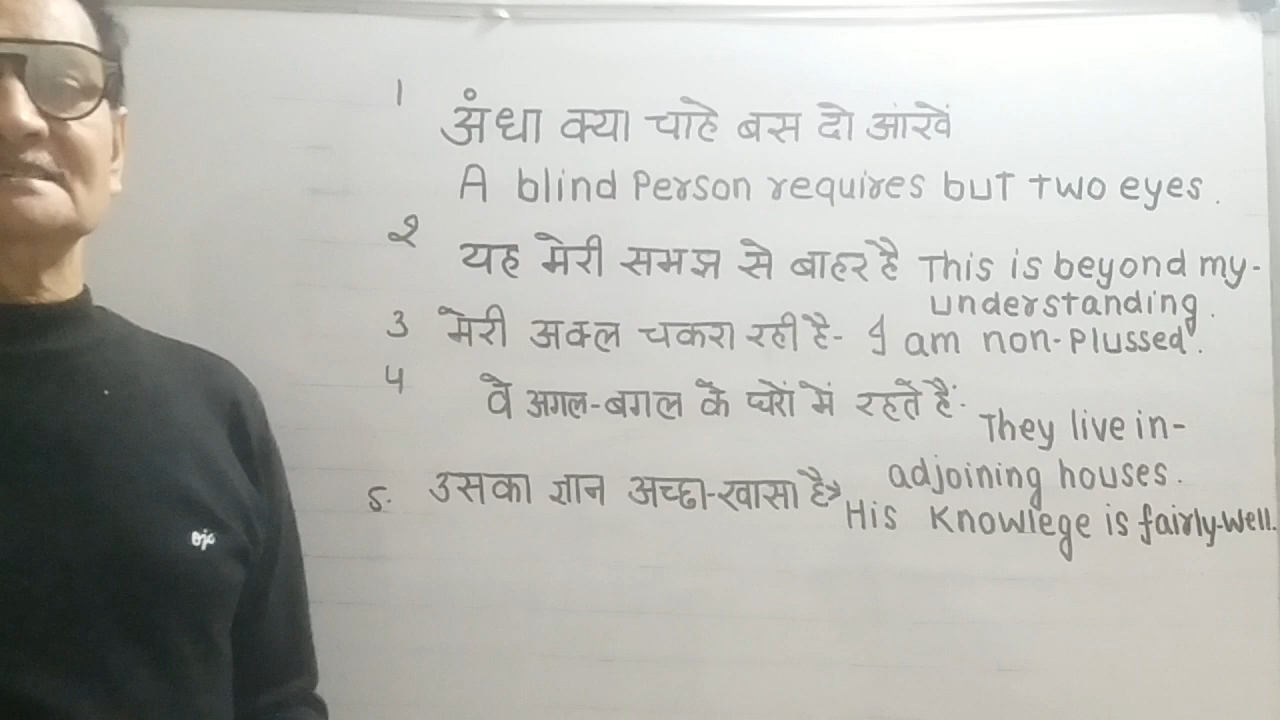 1
अंधा क्या चाहे बस दो आंखें
A blind Person requires but two eyes.
2 यह मेरी समझ से बाहर है This is beyond my-
understanding.
3 मेरी अक्ल चकरा रही है- I am non-Plussed.
4 वे अगल-बगल के घरों में रहते हैं.
They live in-
adjoining houses.
5. उसका ज्ञान अच्छा-खासा है→
His Knowlege is fairly-well.
ojc